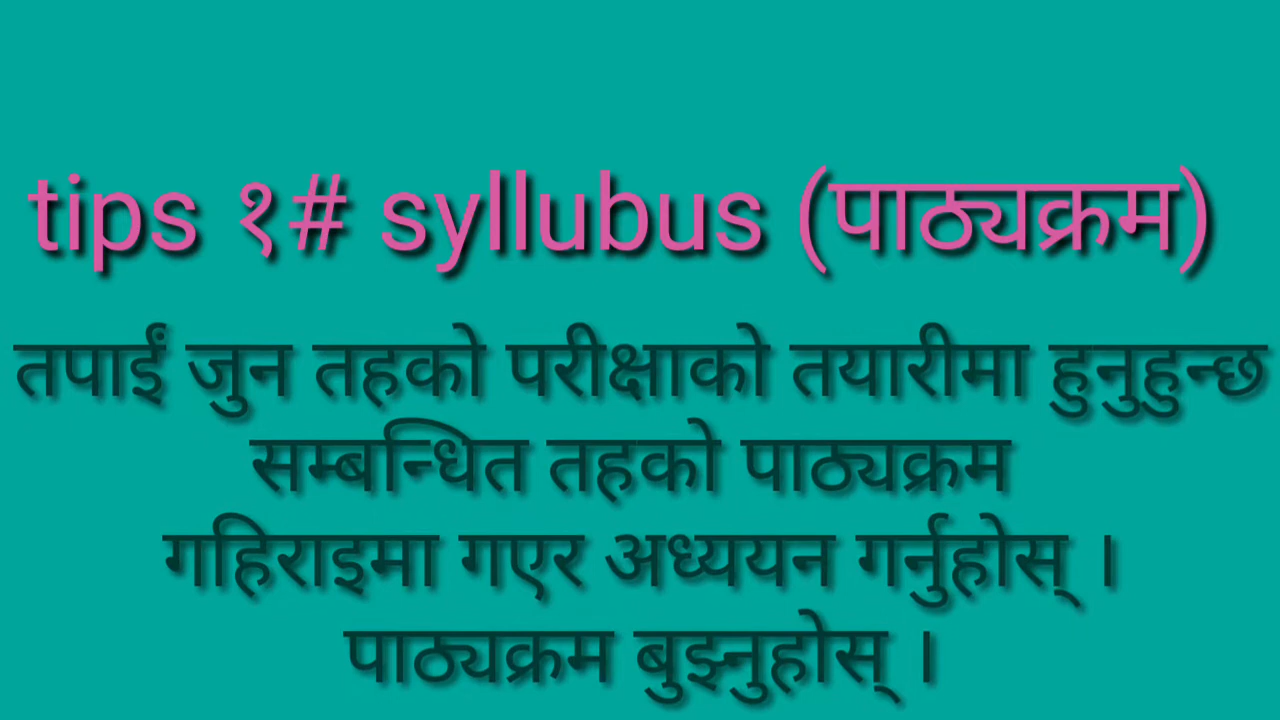 tips १# syllubus (पाठ्यक्रम)
तपाईं जुन तहको परीक्षाको तयारीमा हुनुहुन्छ
सम्बन्धित तहको पाठ्यक्रम
गहिराइमा गएर अध्ययन गर्नुहोस् ।
पाठ्यक्रम बुझ्नुहोस् ।